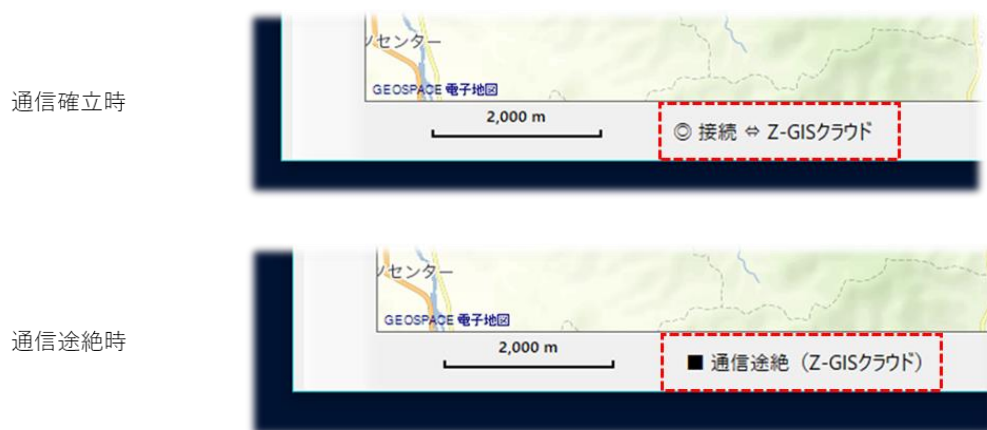 ノセンター
通信確立時
GEOSPACE 電子地図
2,000 m
◎ 接続 ⇔ Z-GISクラウド
ノセンター
GEOSPACE 電子地図
通信途絶時
2,000 m
■ 通信途絶（Z-GISクラウド）